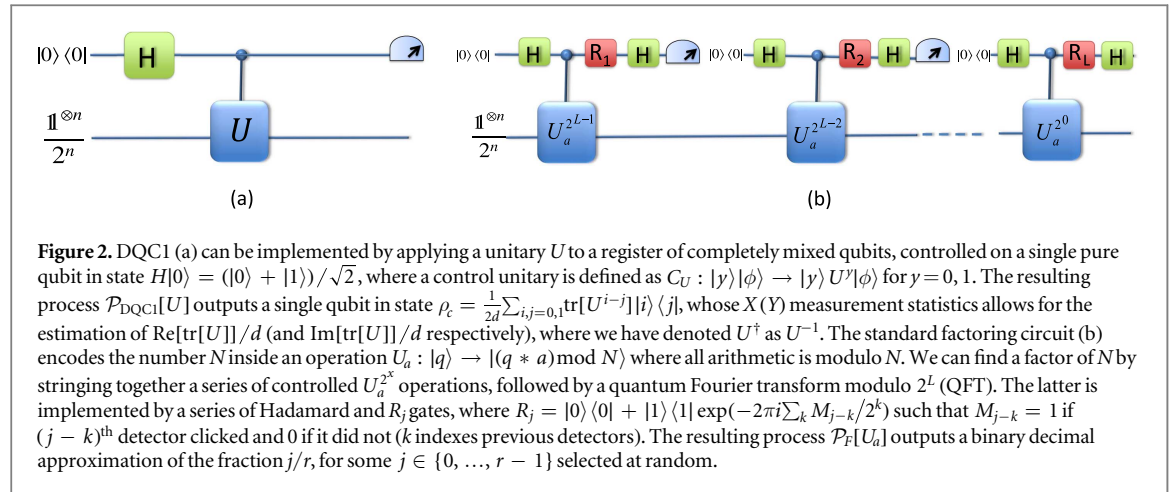 |0⟩⟨0| H |0⟩⟨0| H R₁ H |0⟩⟨0| H R₂ H |0⟩⟨0| H R_L H
𝟙^{⊗n}/2^n U 𝟙^{⊗n}/2^n U_a^{2^{L-1}} U_a^{2^{L-2}} U_a^{2^0}
(a) (b)
Figure 2. DQC1 (a) can be implemented by applying a unitary U to a register of completely mixed qubits, controlled on a single pure
qubit in state H|0⟩ = (|0⟩ + |1⟩)/√2, where a control unitary is defined as C_U : |y⟩|ϕ⟩ → |y⟩ U^y|ϕ⟩ for y = 0, 1. The resulting
process 𝒫_DQC1[U] outputs a single qubit in state ρ_c = 1/2d ∑_{i,j=0,1} tr[U^{i−j}] |i⟩⟨j|, whose X(Y) measurement statistics allows for the
estimation of Re[tr[U]]/d (and Im[tr[U]]/d respectively), where we have denoted U† as U^{−1}. The standard factoring circuit (b)
encodes the number N inside an operation U_a : |q⟩ → |(q * a) mod N⟩ where all arithmetic is modulo N. We can find a factor of N by
stringing together a series of controlled U_a^{2^x} operations, followed by a quantum Fourier transform modulo 2^L (QFT). The latter is
implemented by a series of Hadamard and R_j gates, where R_j = |0⟩⟨0| + |1⟩⟨1| exp(−2πi∑_k M_{j−k}/2^k) such that M_{j−k} = 1 if
(j − k)^th detector clicked and 0 if it did not (k indexes previous detectors). The resulting process 𝒫_F[U_a] outputs a binary decimal
approximation of the fraction j/r, for some j ∈ {0, …, r − 1} selected at random.